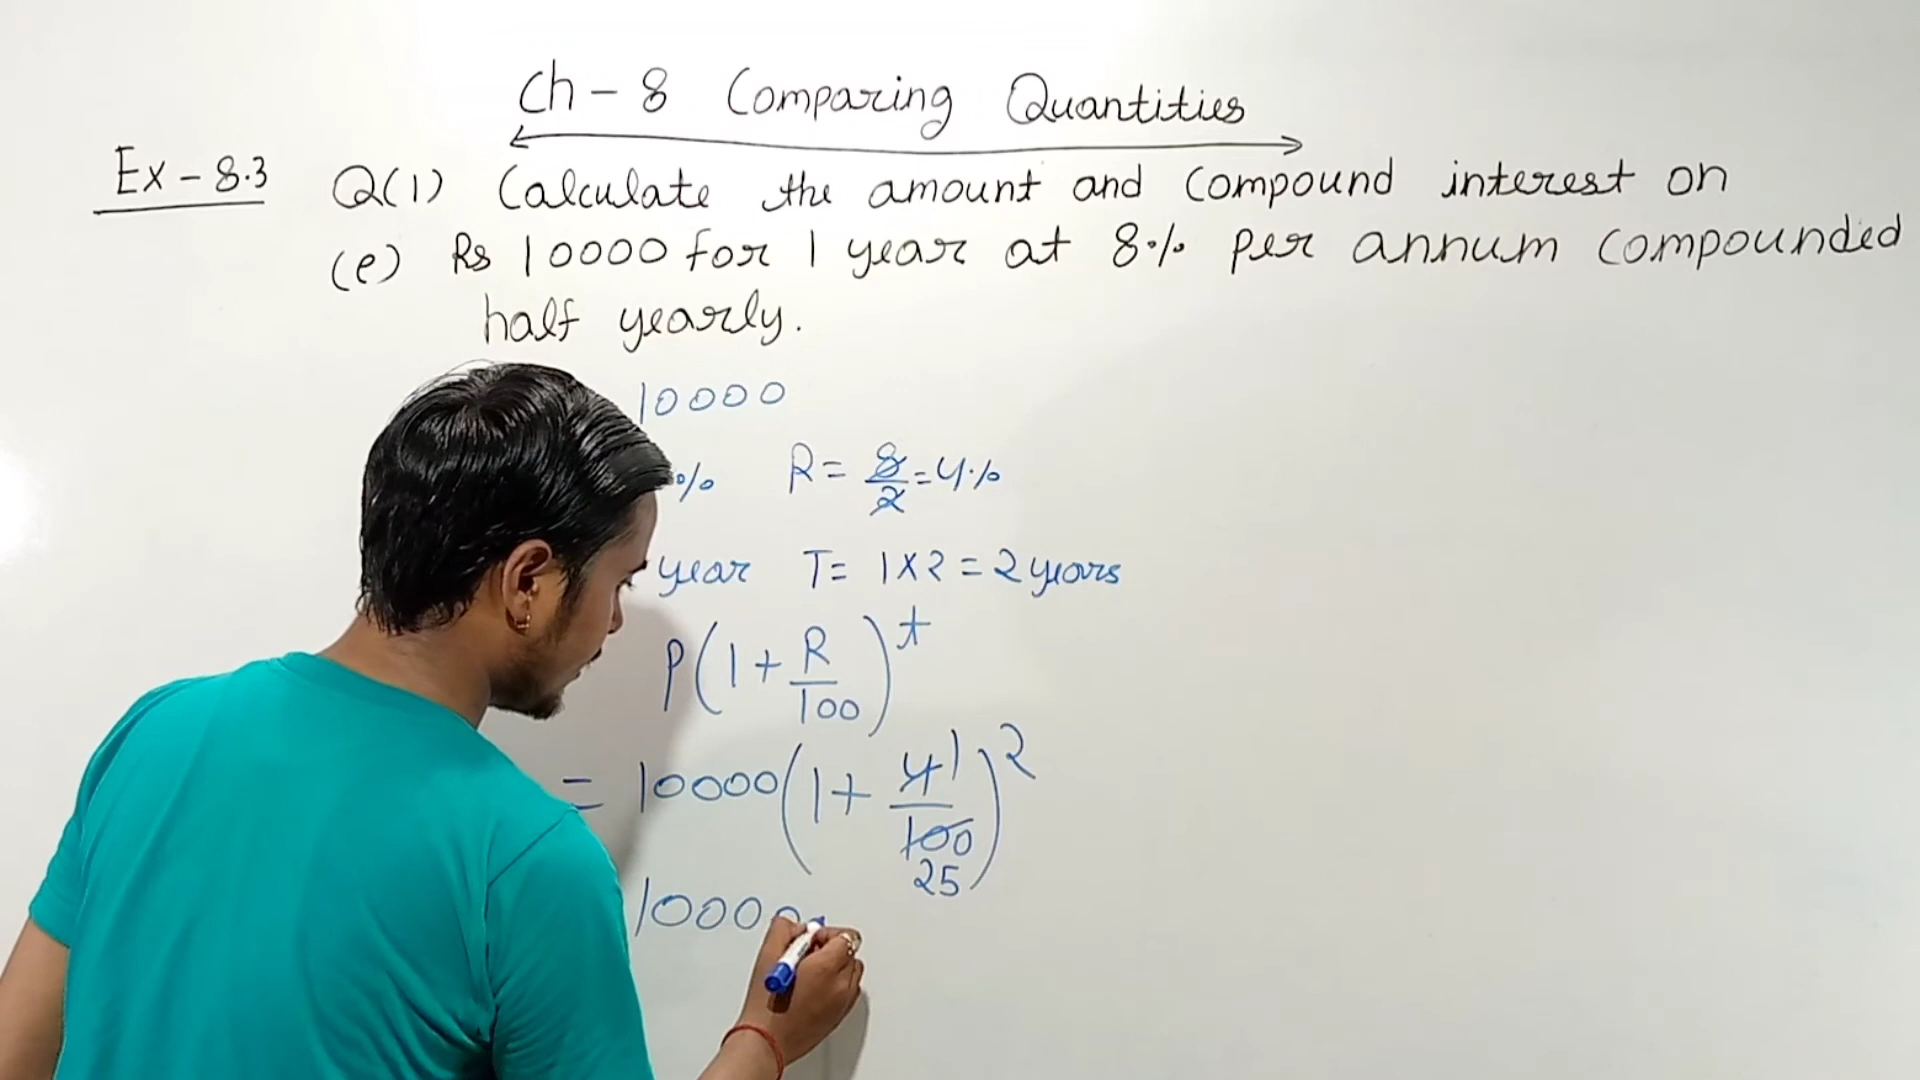 Ch - 8 Comparing Quantities
Ex - 8.3 Q(1) Calculate the amount and compound interest on
(e) Rs 10000 for 1 year at 8% per annum compounded
half yearly.
10000
% R = 8/2 = 4%
year T = 1 × 2 = 2 years
P(1 + R/100)^t
= 10000(1 + 4/100)^2 1 25
10000